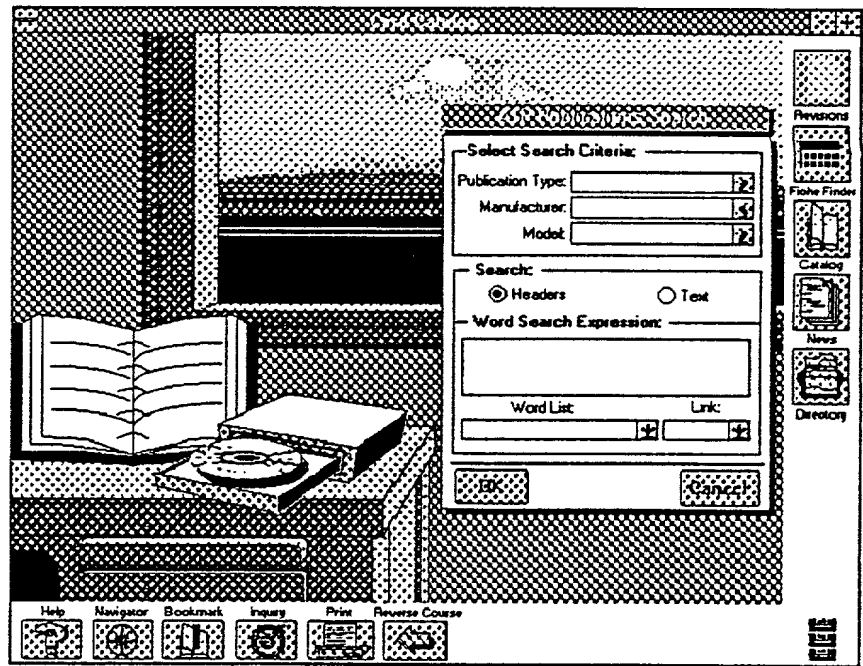 Revisions
Select Search Criteria:
Publication Type:
Manufacturer:
Fiche Finder
Model:
Catalog
Search:
Headers
Text
News
Word Search Expression:
Word List:
Link:
Directory
OK
Cancel
Help
Navigator
Bookmark
Inquiry
Print
Reverse Course